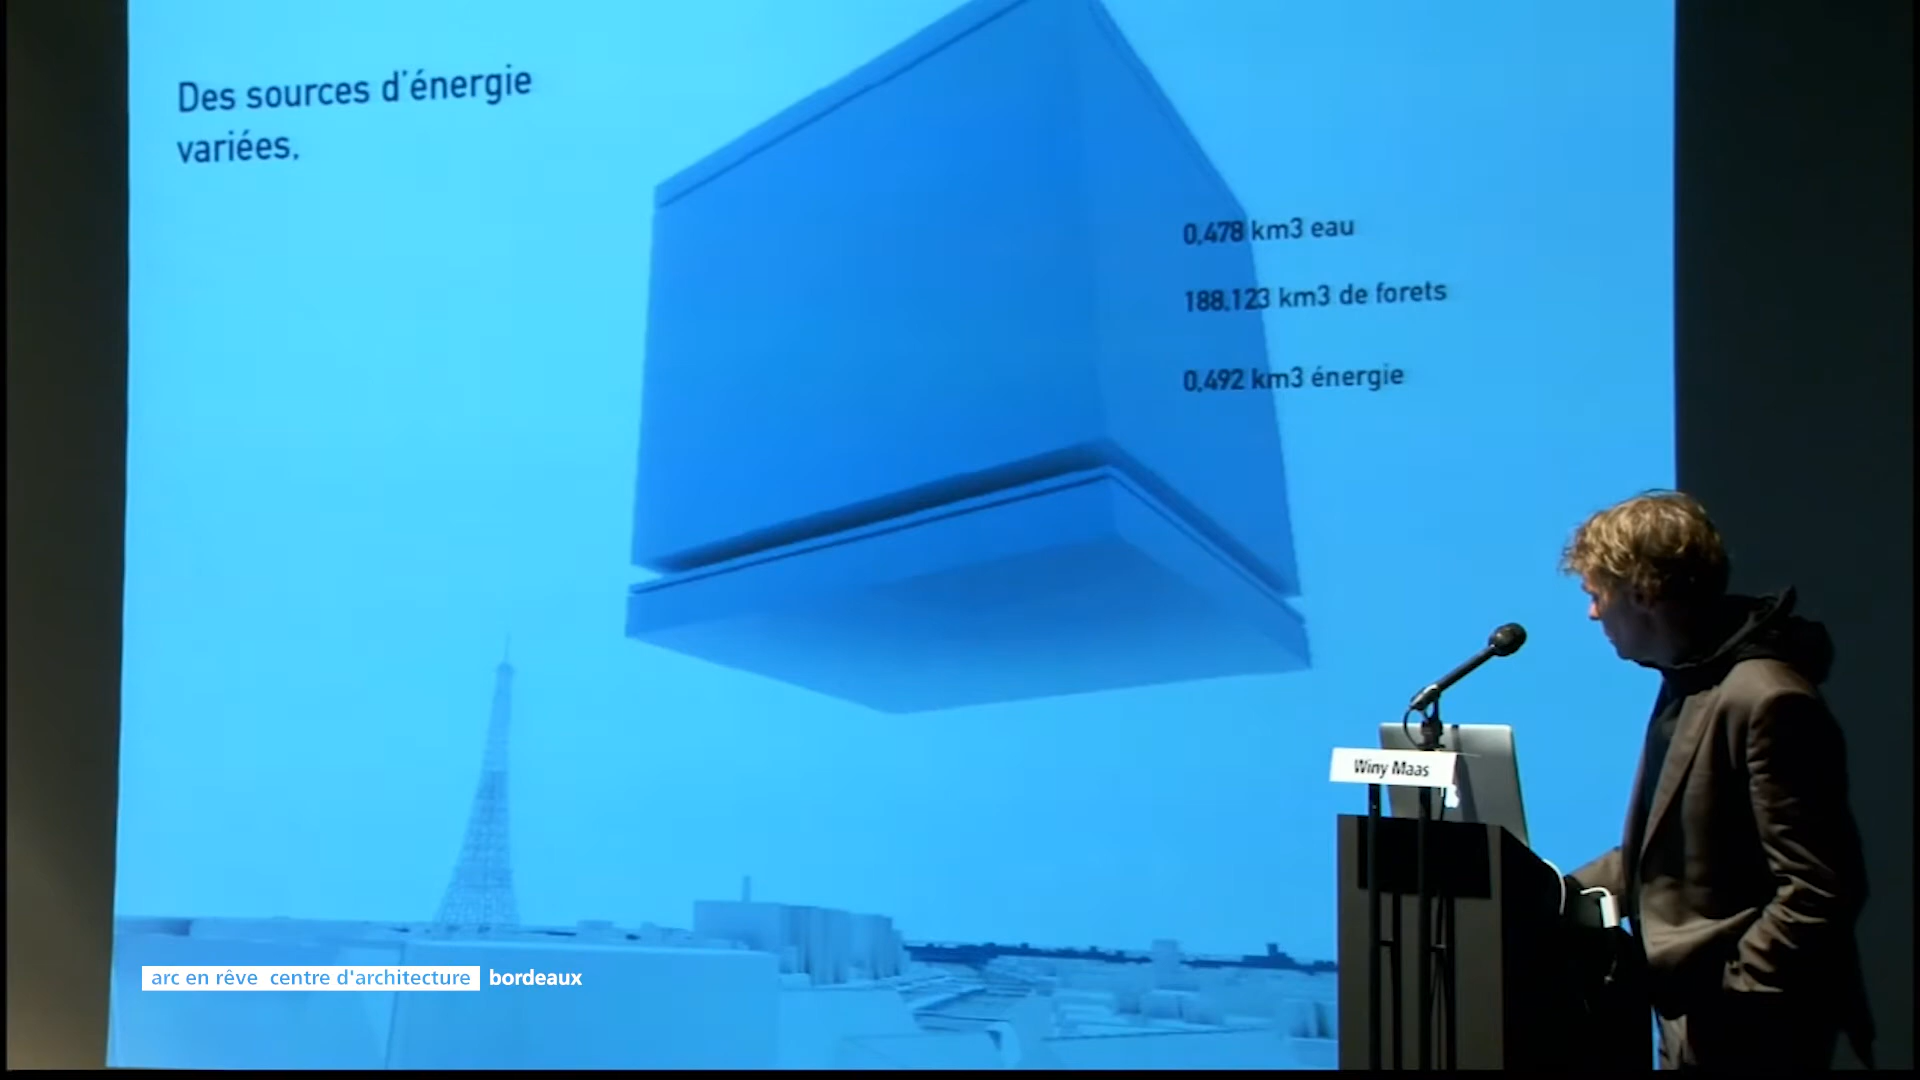 Des sources d'énergie
variées.
0,478 km3 eau
188,123 km3 de forets
0,492 km3 énergie
Winy Maas
arc en rêve centre d'architecture bordeaux